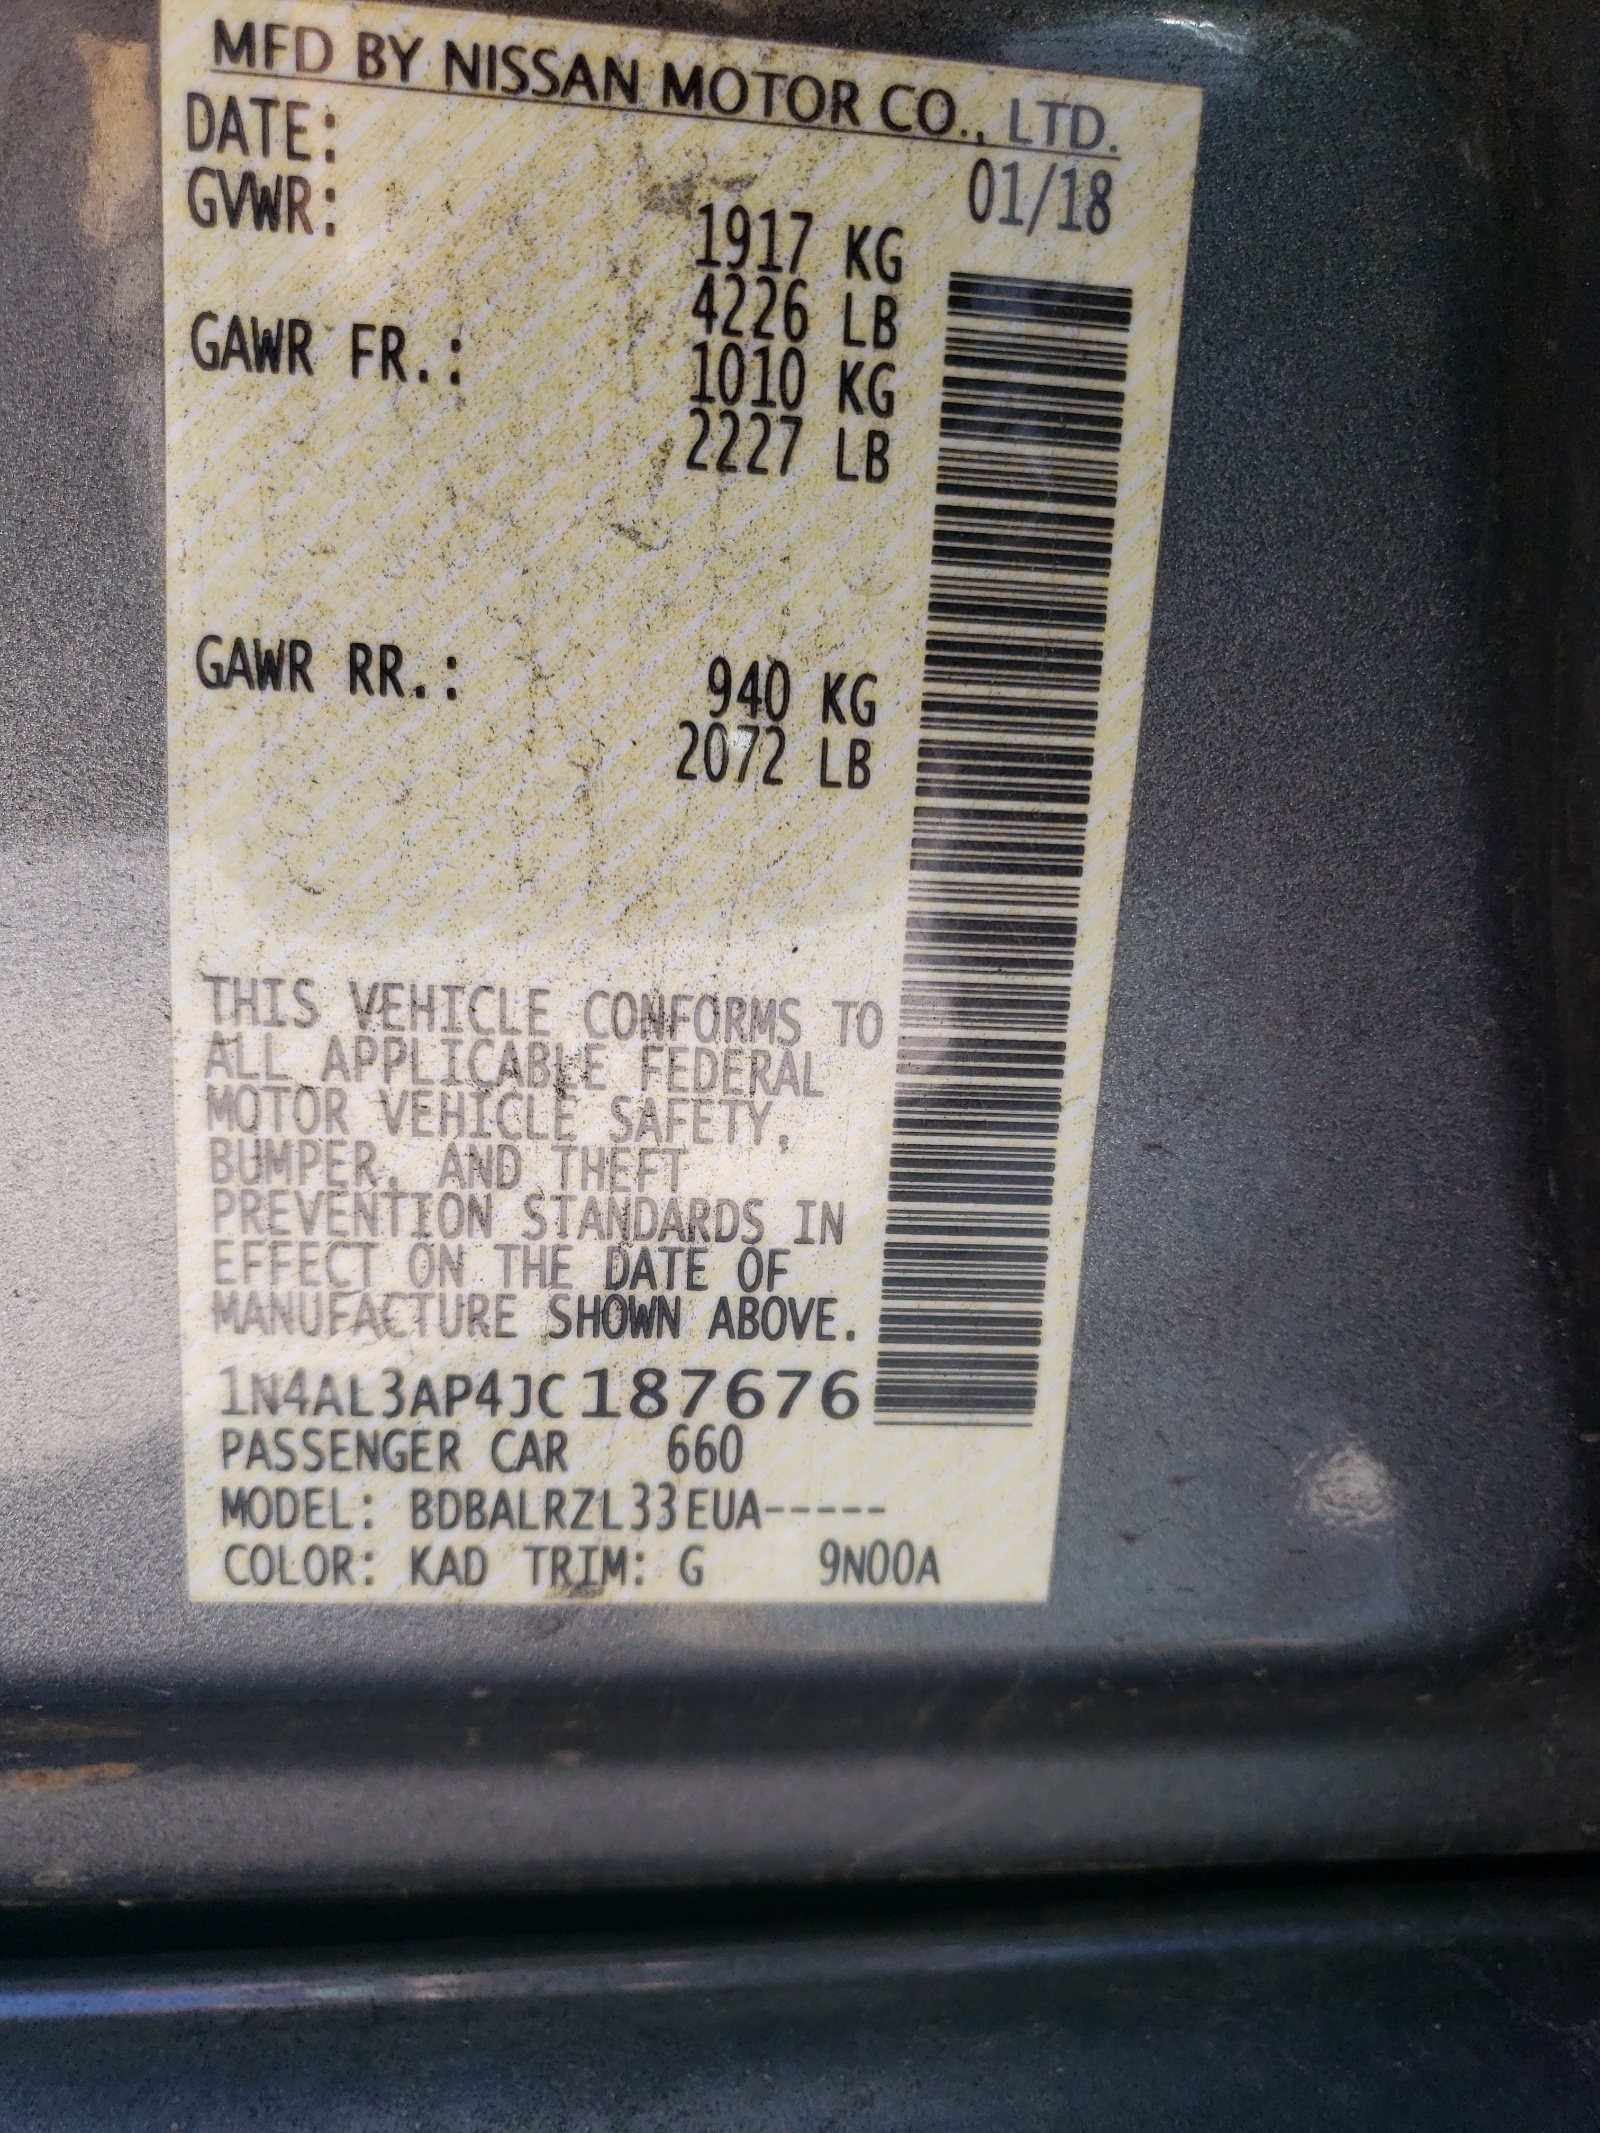 MFD BY NISSAN MOTOR CO., LTD.
DATE: 01/18
GVWR: 1917 KG
4226 LB
GAWR FR.: 1010 KG
2227 LB
GAWR RR.: 940 KG
2072 LB
THIS VEHICLE CONFORMS TO
ALL APPLICABLE FEDERAL
MOTOR VEHICLE SAFETY,
BUMPER, AND THEFT
PREVENTION STANDARDS IN
EFFECT ON THE DATE OF
MANUFACTURE SHOWN ABOVE.
1N4AL3AP4JC187676
PASSENGER CAR 660
MODEL: BDBALRZL33EUA-----
COLOR: KAD TRIM: G 9N00A